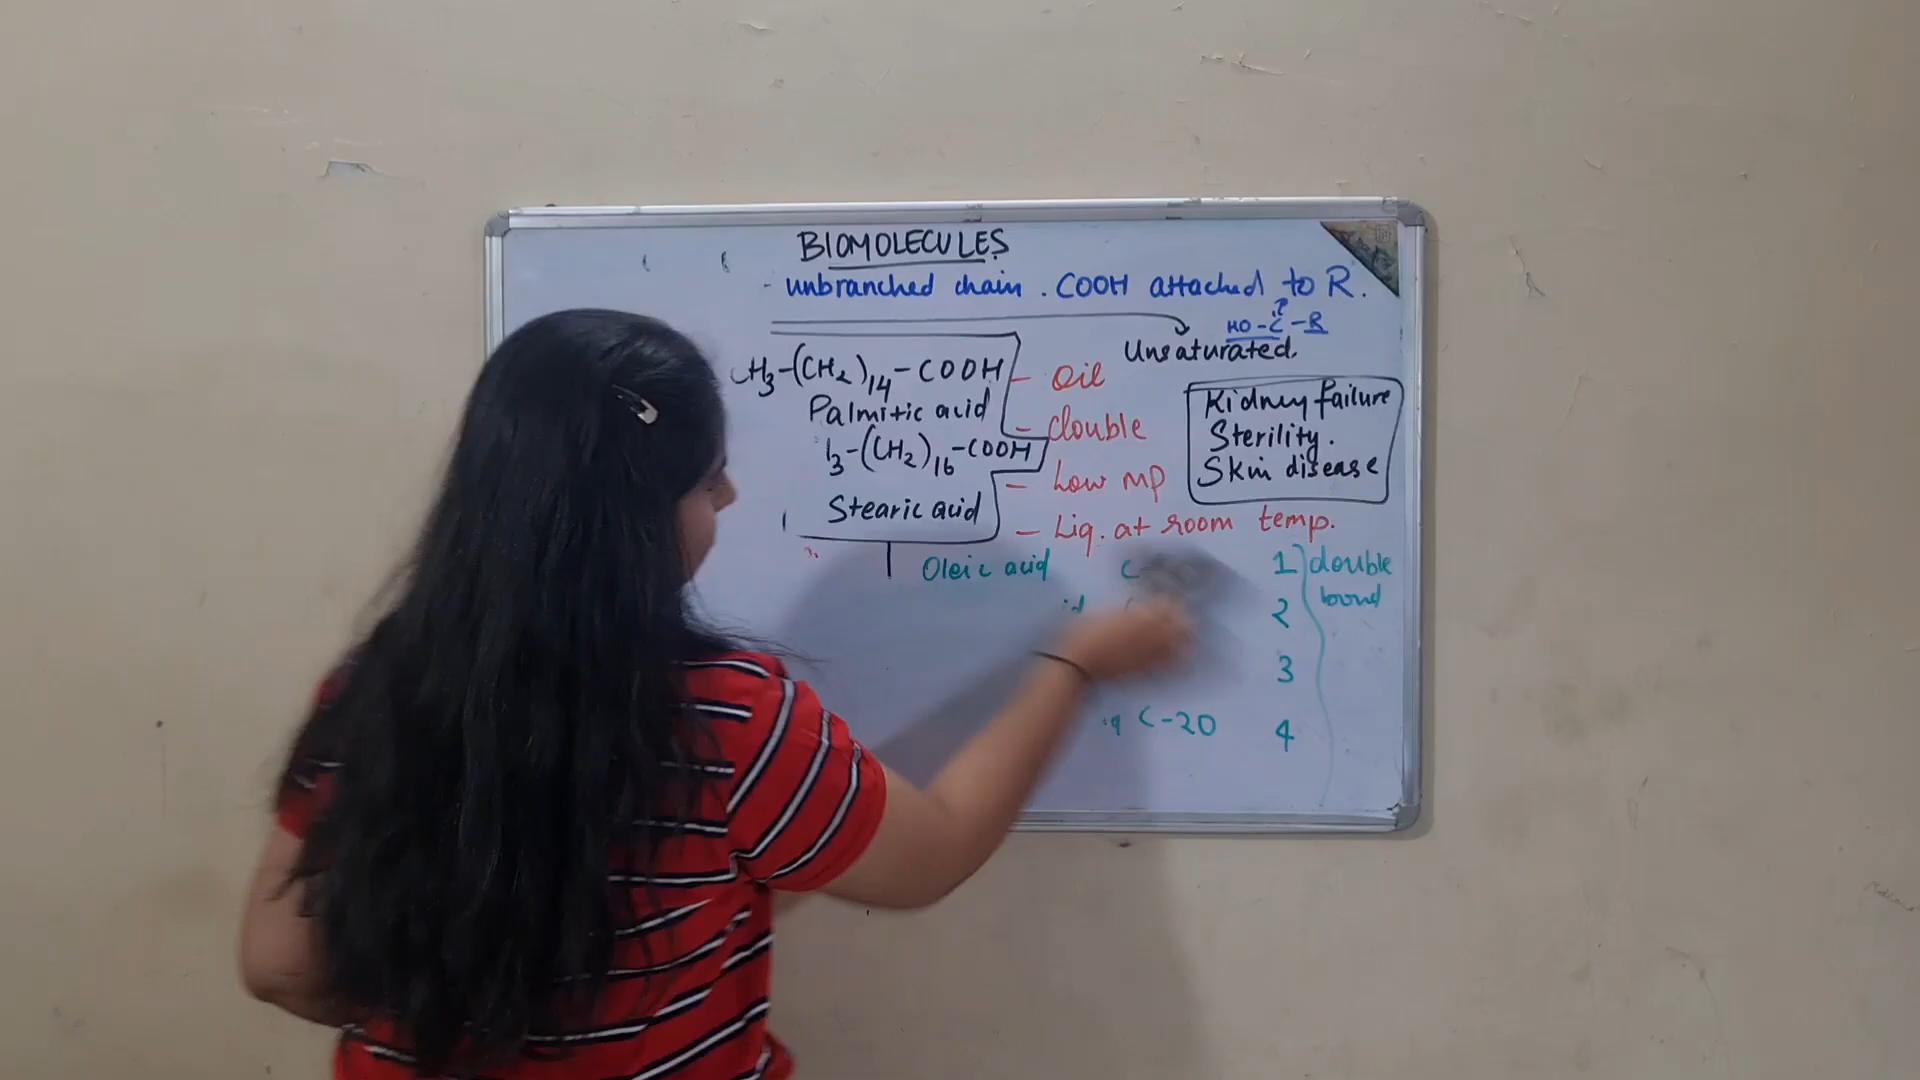 BIOMOLECULES
- unbranched chain . COOH attached to R.
HO-C-R
Unsaturated.
H3-(CH2)14-COOH
Palmitic acid
3-(CH2)16-COOH
Stearic acid
- Oil
- double
- Low MP
- Liq. at room temp.
Kidney failure
Sterility.
Skin disease
Oleic acid
1 double
bond
2
3
C-20 4